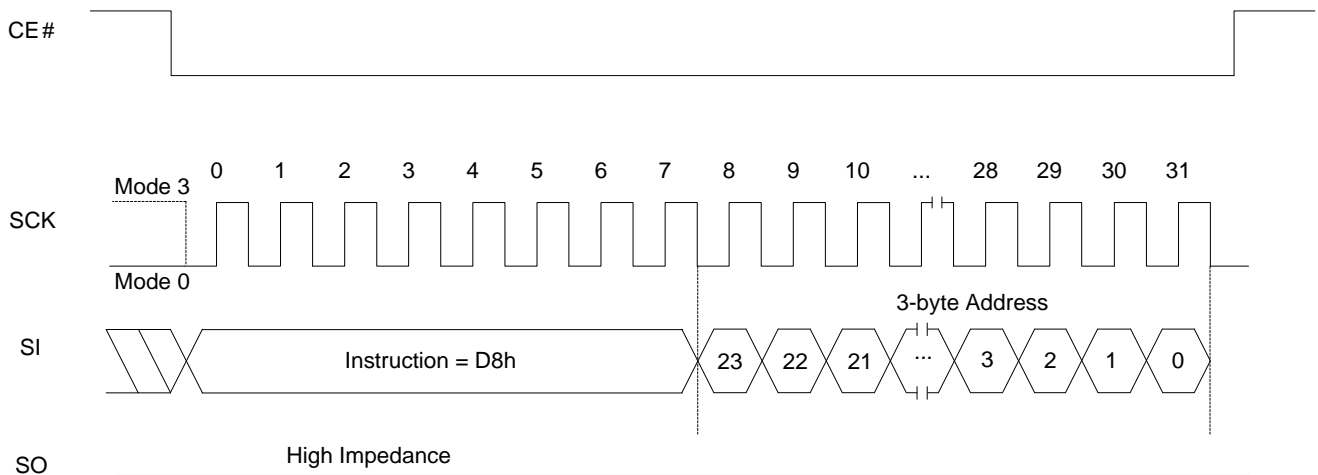 CE#
0 1 2 3 4 5 6 7 8 9 10 ... 28 29 30 31
Mode 3
SCK
Mode 0
3-byte Address
SI
Instruction = D8h
23 22 21 ... 3 2 1 0
High Impedance
SO